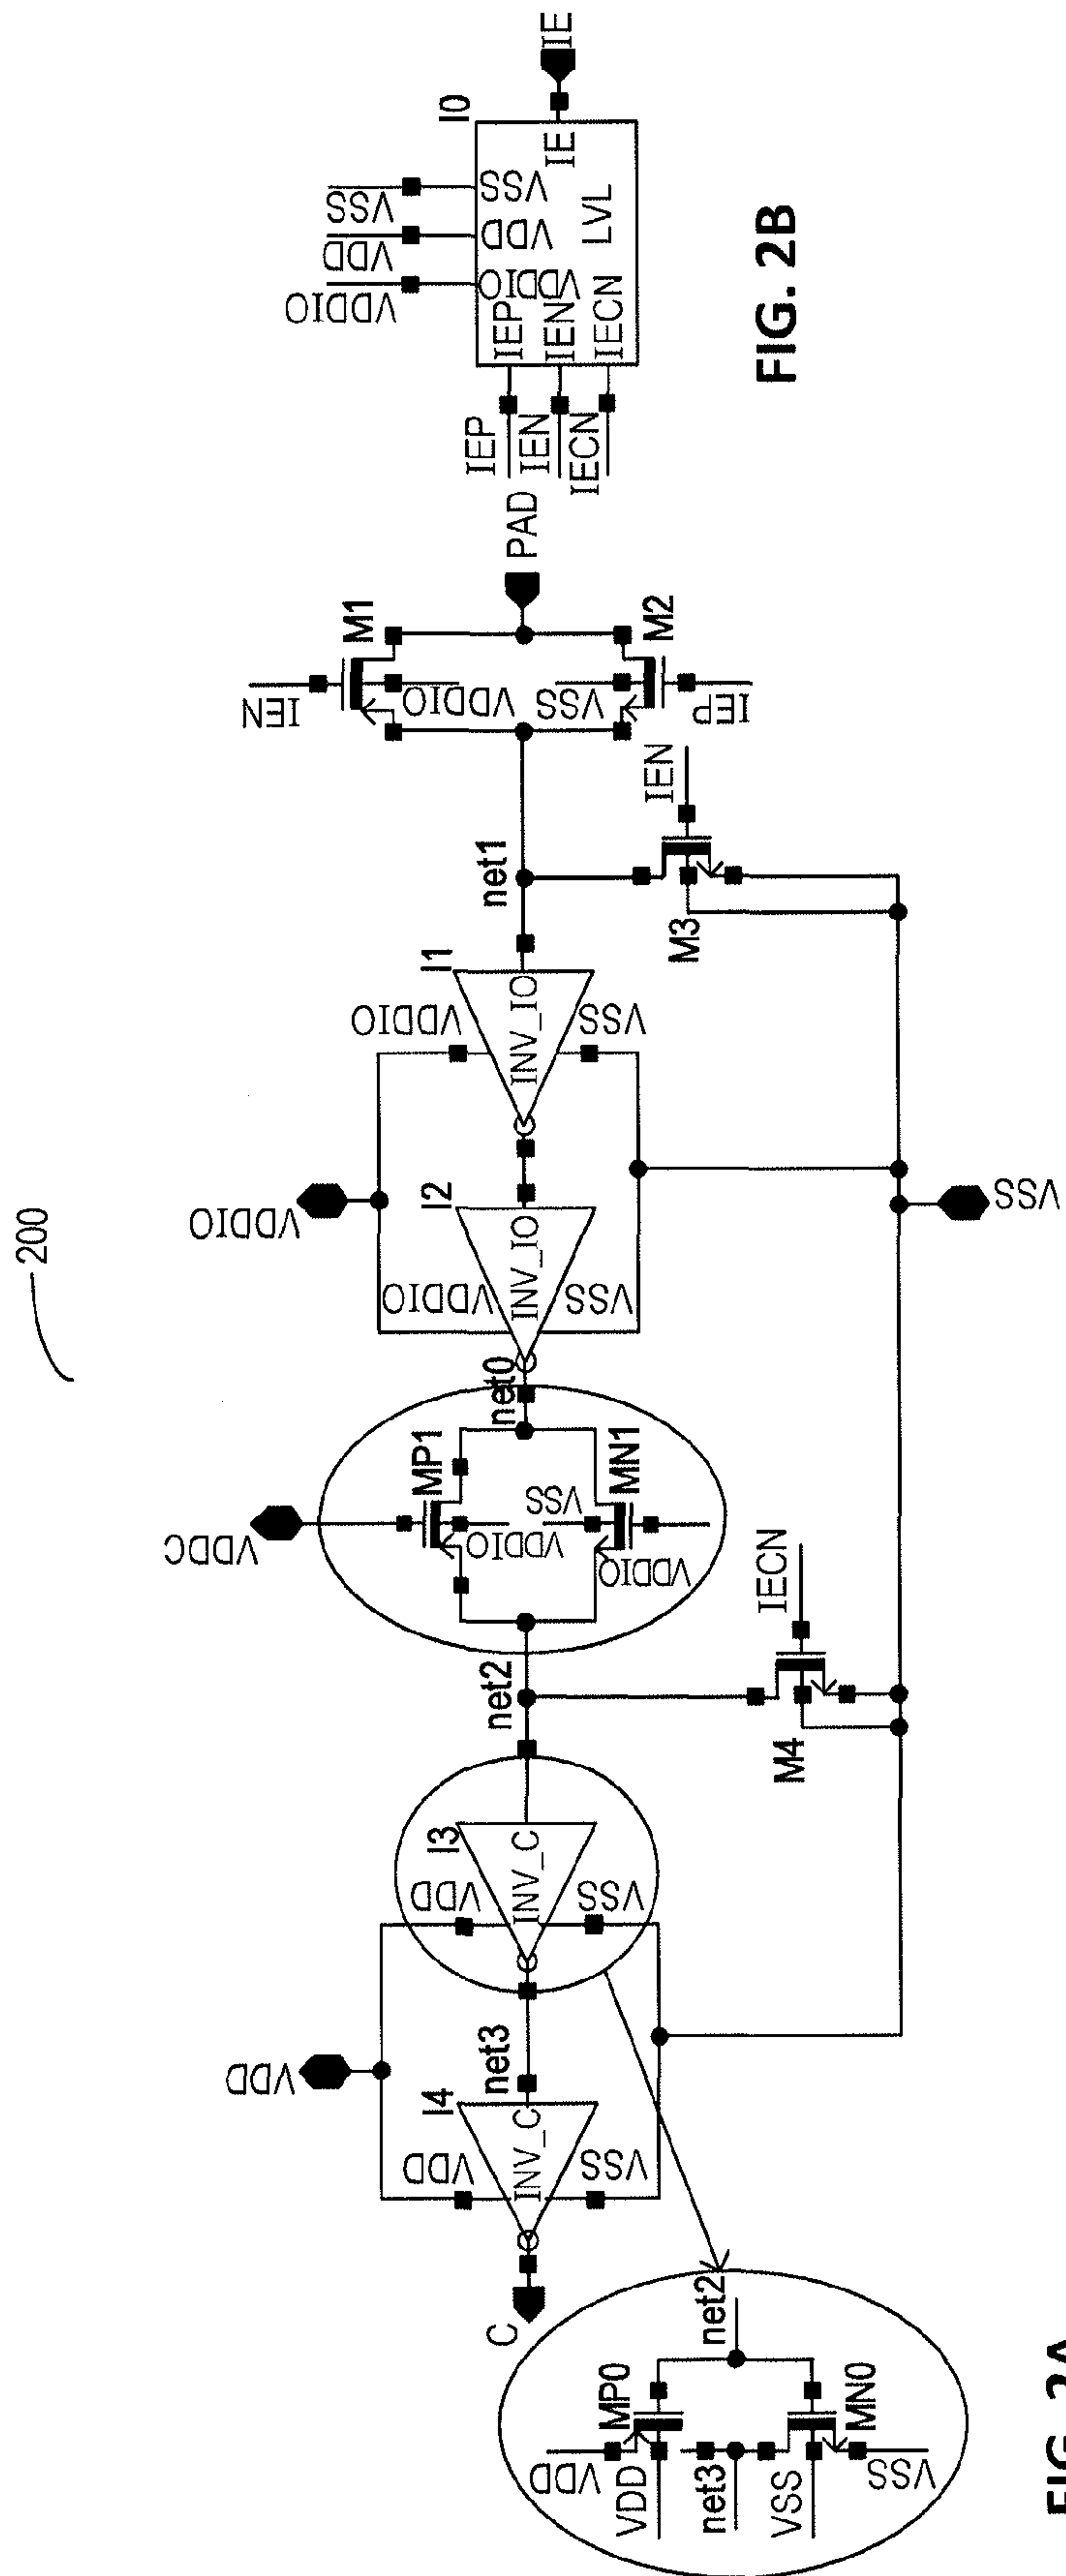 200
IE
I0
VSS
VDD
VDDIO
VSS
VDD
VDDIO
IE
LVL
IEP
IEN
IECN
IEP
IEN
IECN
FIG. 2B
PAD
M1
IEN
VDDIO
M2
VSS
IEP
IEN
M3
net1
I1
INV_IO
VDDIO
VSS
VDDIO
I2
INV_IO
VDDIO
VSS
VSS
net0
VDDC
MP1
VDDIO
MN1
VSS
VDDIO
net2
IECN
M4
I3
INV_C
VDD
VSS
VDD
net3
I4
INV_C
VDD
VSS
C
net2
MP0
MN0
VDD
VDD
net3
VSS
VSS
FIG. 2A